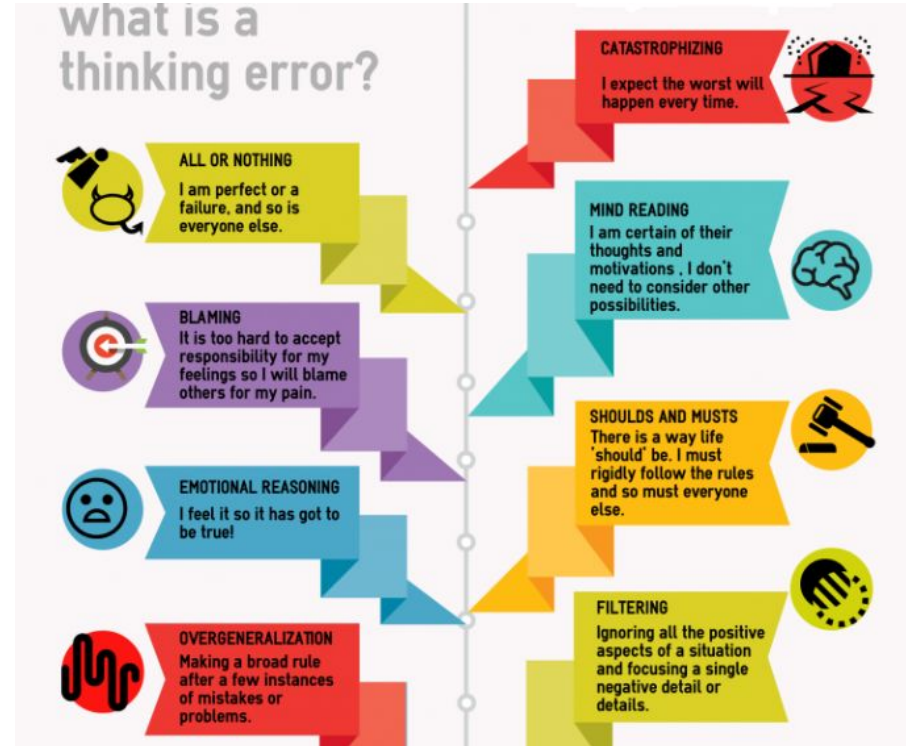 what is a
thinking error?
ALL OR NOTHING
I am perfect or a
failure, and so is
everyone else.
BLAMING
It is too hard to accept
responsibility for my
feelings so I will blame
others for my pain.
EMOTIONAL REASONING
I feel it so it has got to
be true!
OVERGENERALIZATION
Making a broad rule
after a few instances
of mistakes or
problems.
CATASTROPHIZING
I expect the worst will
happen every time.
MIND READING
I am certain of their
thoughts and
motivations , I don't
need to consider other
possibilities.
SHOULDS AND MUSTS
There is a way life
'should' be. I must
rigidly follow the rules
and so must everyone
else.
FILTERING
Ignoring all the positive
aspects of a situation
and focusing a single
negative detail or
details.